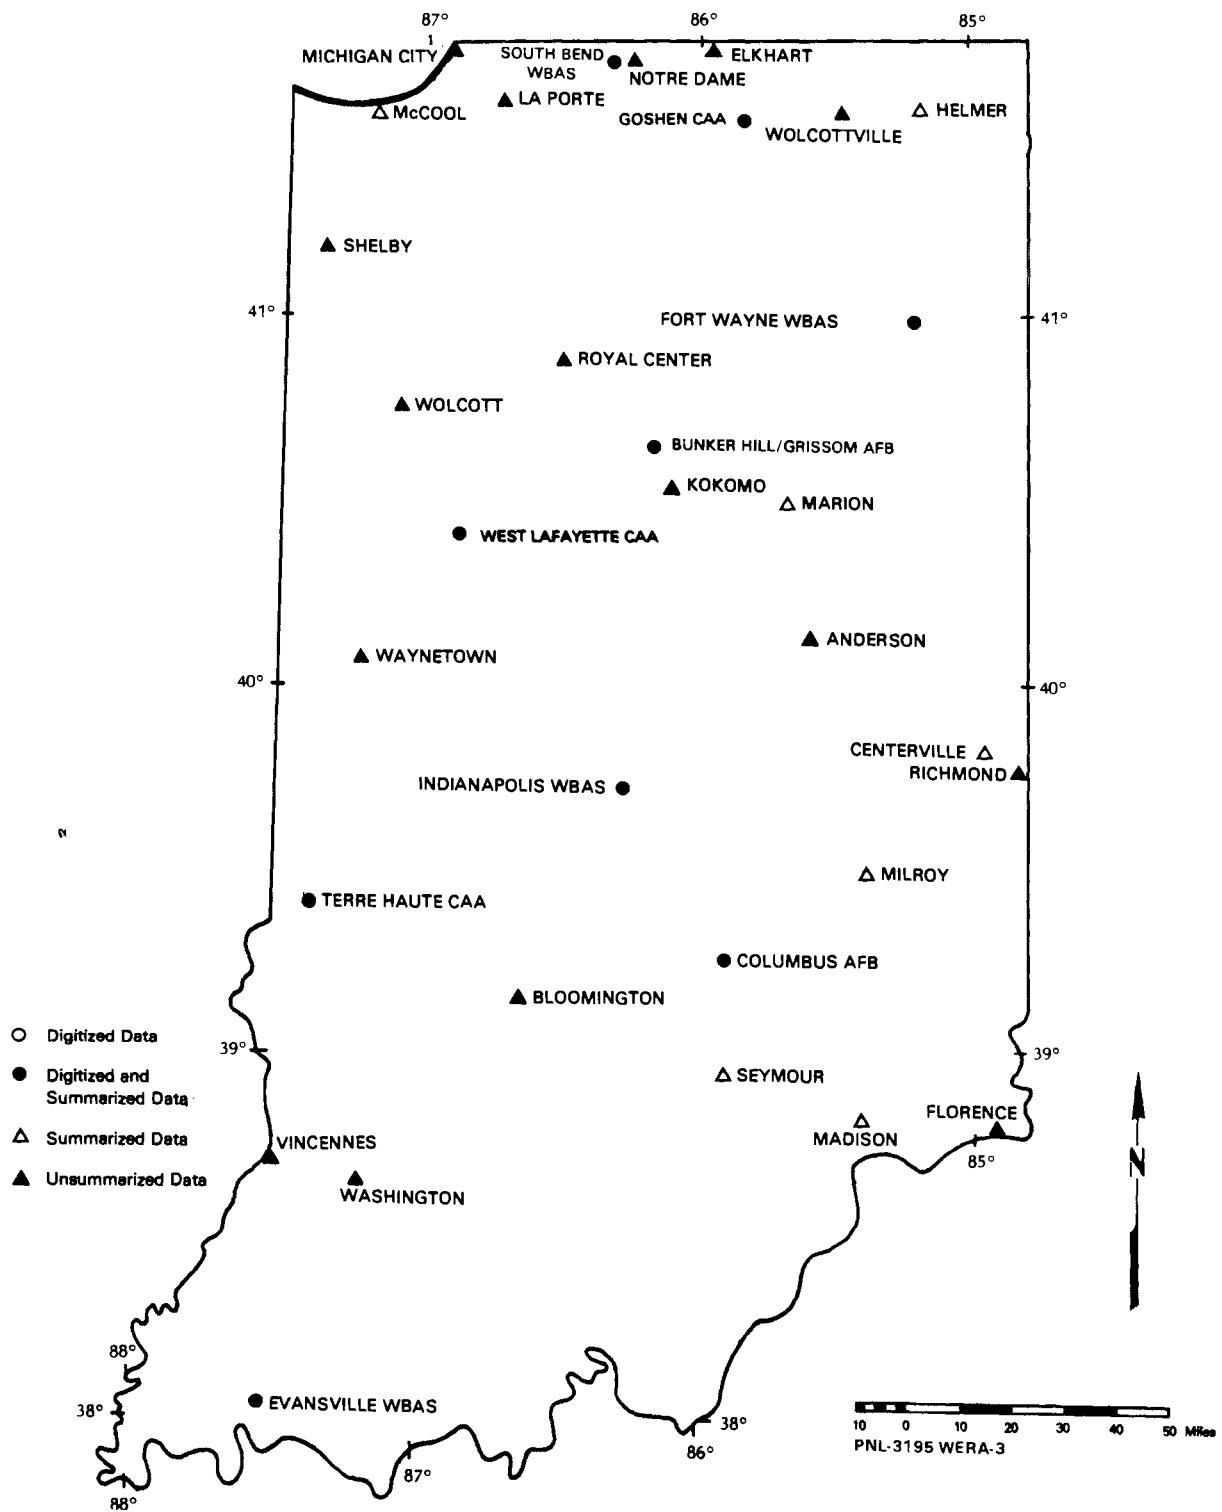 87°
86°
85°
MICHIGAN CITY
SOUTH BEND
WBAS
ELKHART
NOTRE DAME
LA PORTE
McCOOL
GOSHEN CAA
WOLCOTTVILLE
HELMER
SHELBY
41°
41°
FORT WAYNE WBAS
ROYAL CENTER
WOLCOTT
BUNKER HILL/GRISSOM AFB
KOKOMO
MARION
WEST LAFAYETTE CAA
ANDERSON
WAYNETOWN
40°
40°
CENTERVILLE
RICHMOND
INDIANAPOLIS WBAS
MILROY
TERRE HAUTE CAA
COLUMBUS AFB
BLOOMINGTON
Digitized Data
39°
39°
Digitized and
Summarized Data
SEYMOUR
FLORENCE
Summarized Data
MADISON
VINCENNES
85°
N
Unsummarized Data
WASHINGTON
88°
38°
EVANSVILLE WBAS
38°
86°
87°
88°
10 0 10 20 30 40 50 Miles
PNL-3195 WERA-3